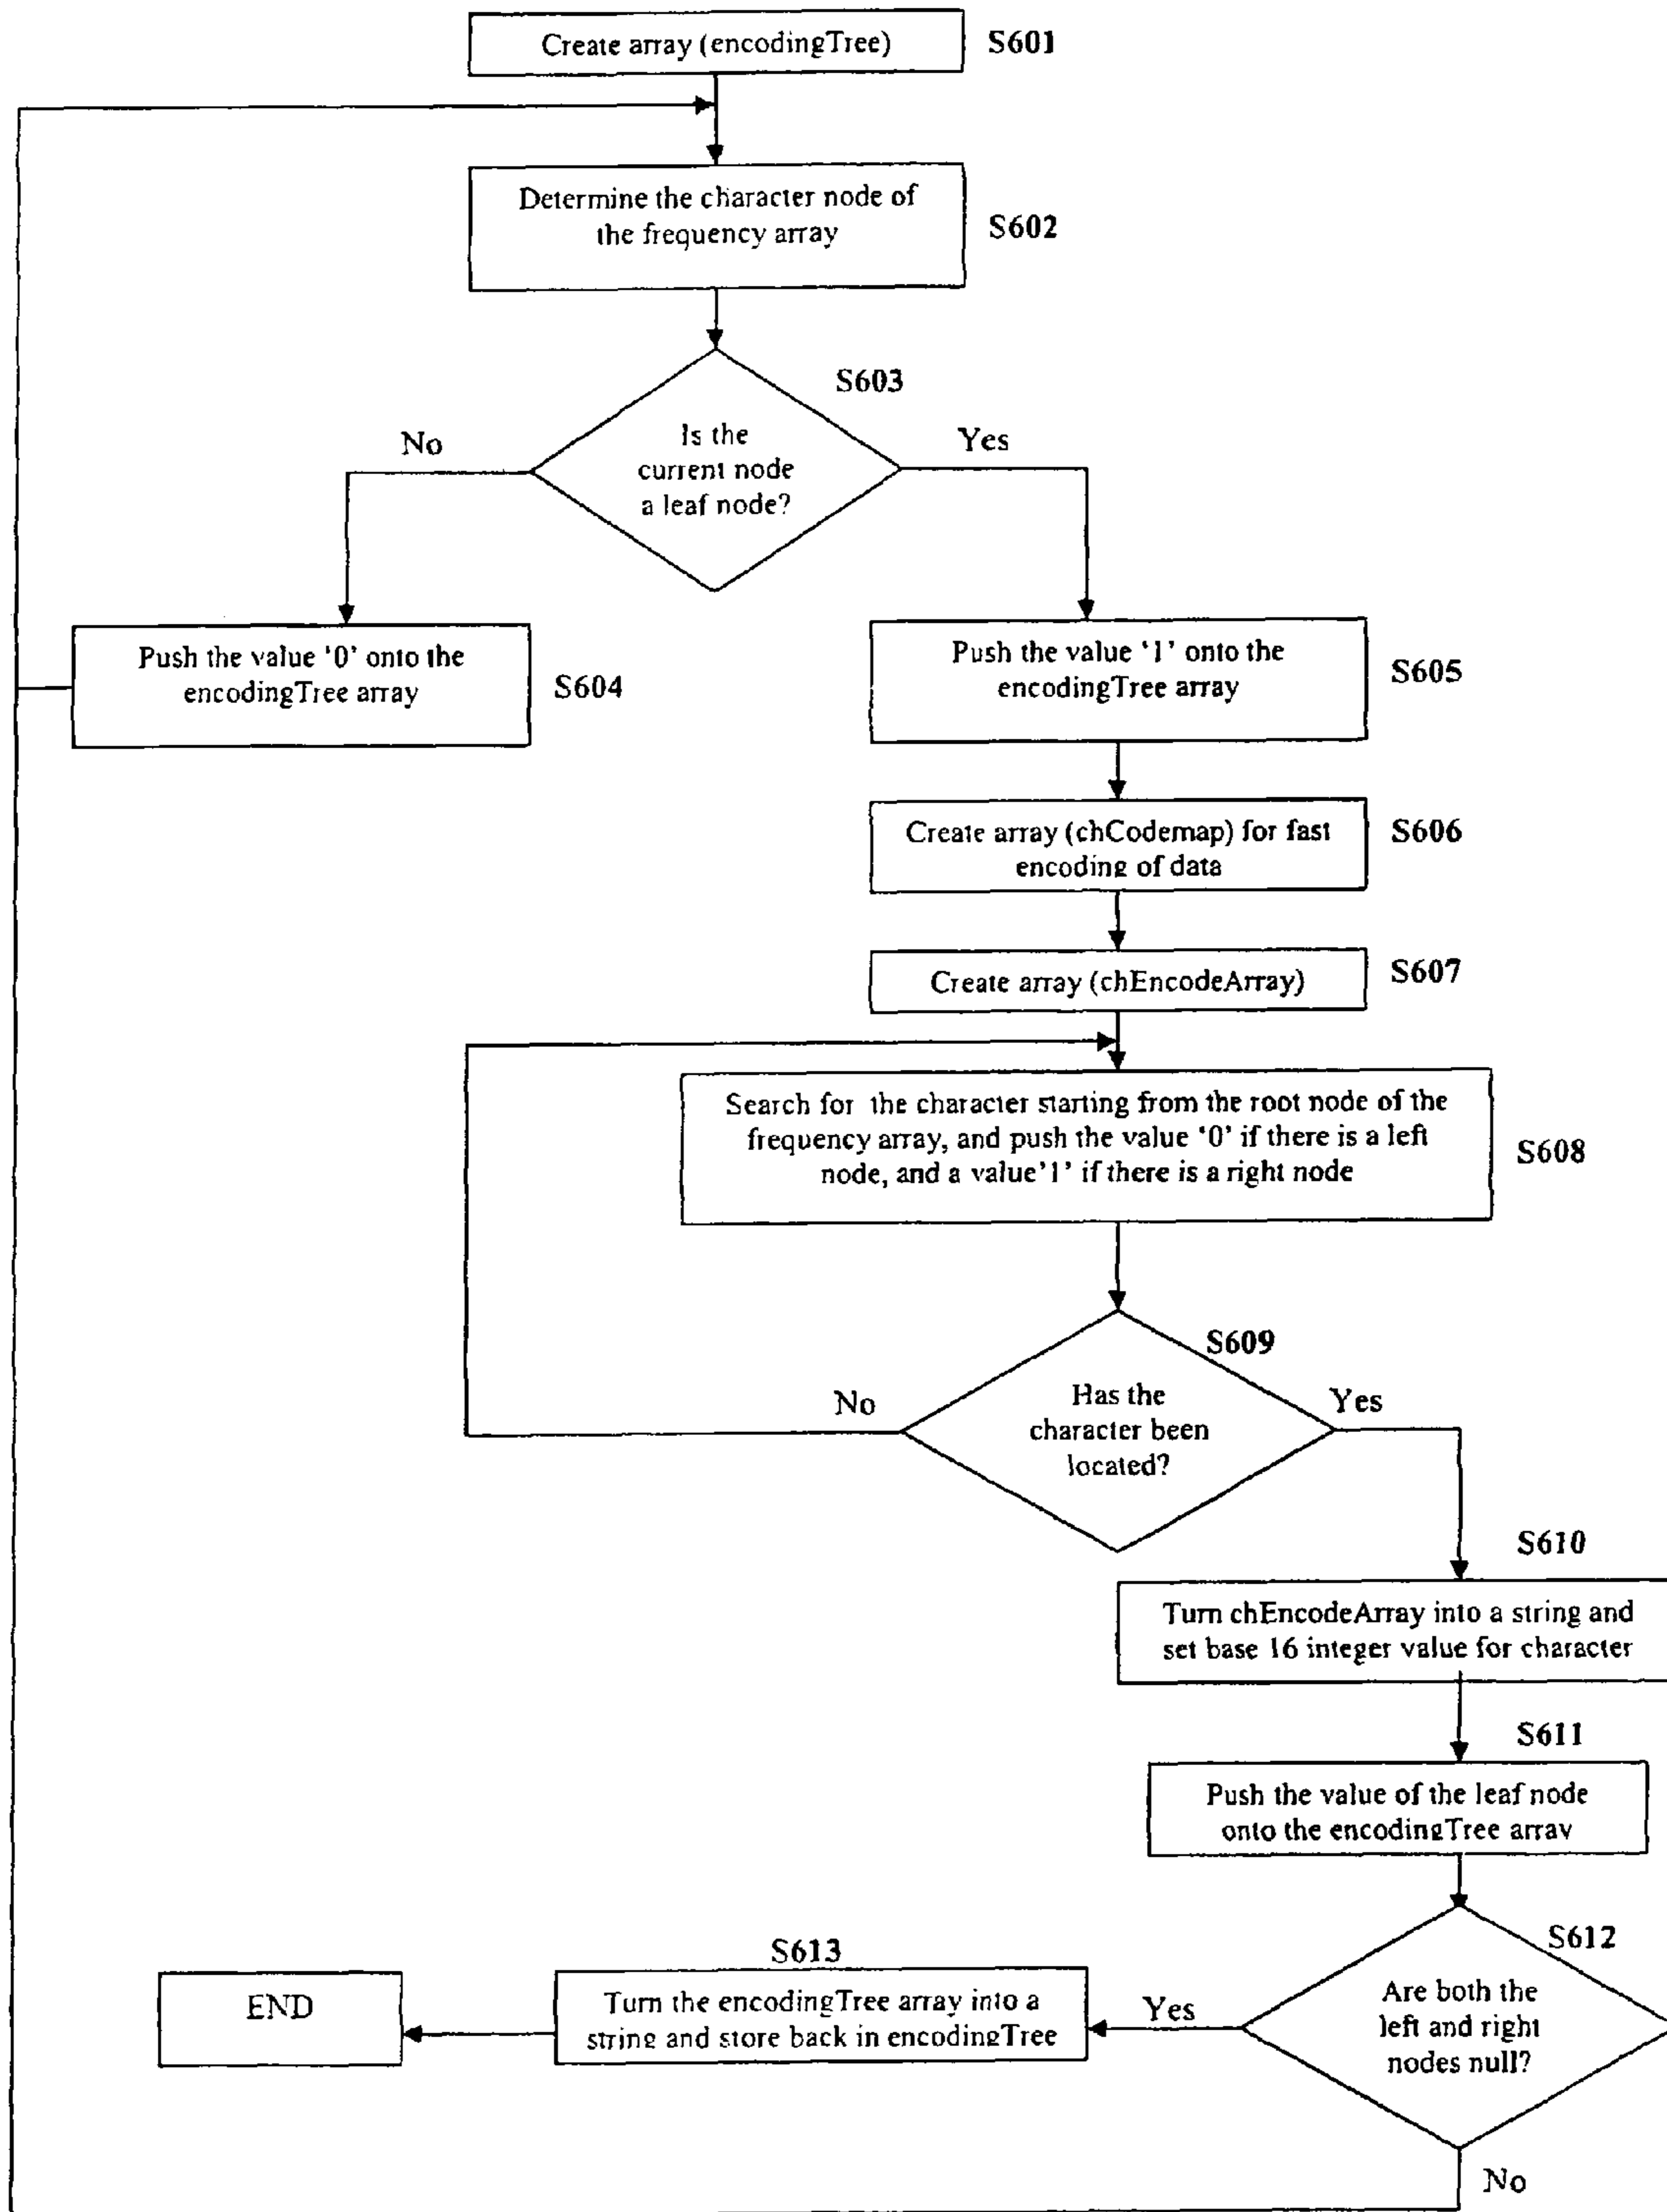 Create array (encodingTree)
S601
Determine the character node of
the frequency array
S602
S603
Is the
current node
a leaf node?
No
Yes
Push the value ‘0’ onto the
encodingTree array
S604
Push the value ‘1’ onto the
encodingTree array
S605
Create array (chCodemap) for fast
encoding of data
S606
Create array (chEncodeArray)
S607
Search for the character starting from the root node of the
frequency array, and push the value ‘0’ if there is a left
node, and a value’1’ if there is a right node
S608
S609
Has the
character been
located?
No
Yes
S610
Turn chEncodeArray into a string and
set base 16 integer value for character
S611
Push the value of the leaf node
onto the encodingTree array
S612
Are both the
left and right
nodes null?
Yes
No
S613
Turn the encodingTree array into a
string and store back in encodingTree
END